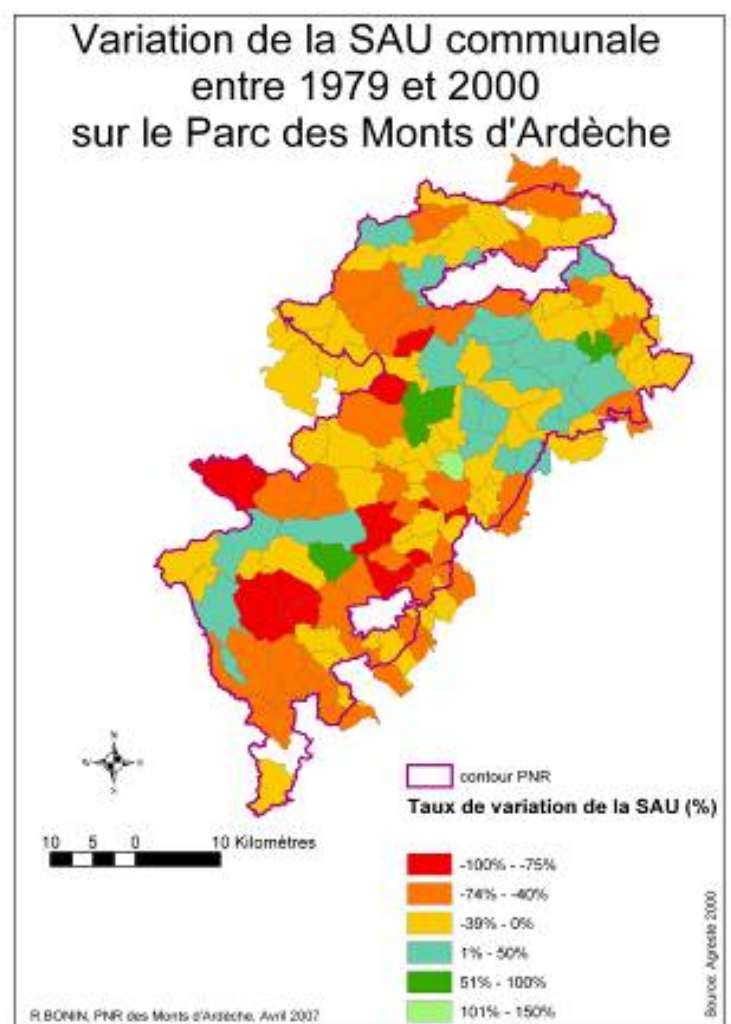 Variation de la SAU communale
entre 1979 et 2000
sur le Parc des Monts d'Ardèche
N
W
S
contour PNR
Taux de variation de la SAU (%)
10 5 0 10 Kilomètres
-100% - -75%
-74% - -40%
-39% - 0%
1% - 50%
51% - 100%
101% - 150%
Source: Agreste 2000
R BONIN, PNR des Monts d'Ardèche, Avril 2007